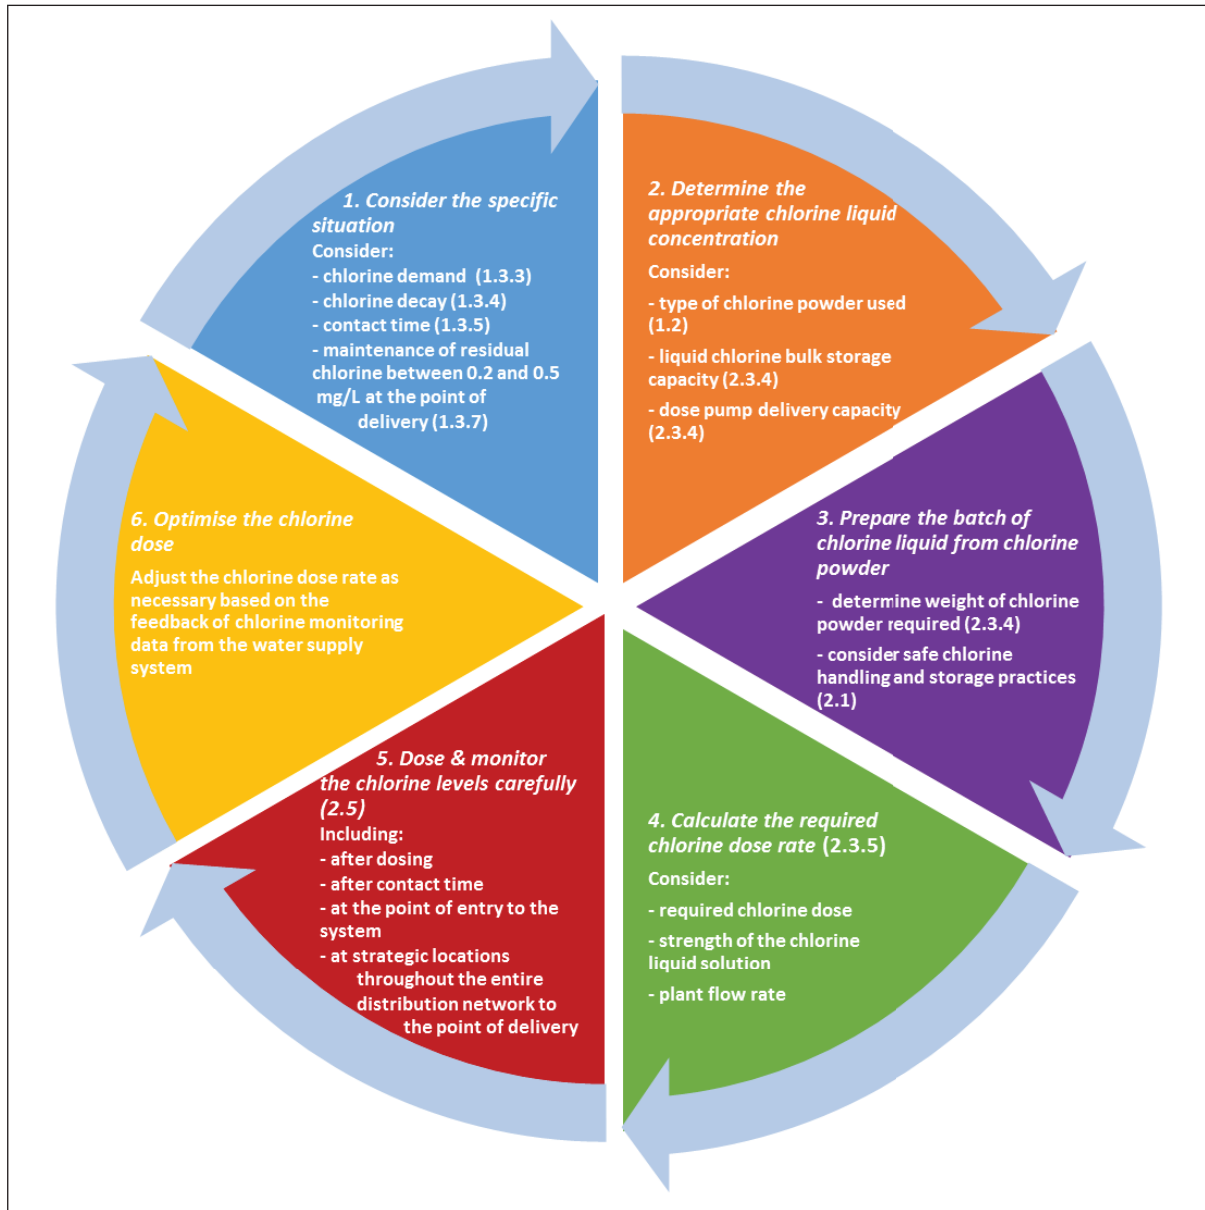 1. Consider the specific
situation
Consider:
- chlorine demand (1.3.3)
- chlorine decay (1.3.4)
- contact time (1.3.5)
- maintenance of residual
chlorine between 0.2 and 0.5
mg/L at the point of
delivery (1.3.7)
2. Determine the
appropriate chlorine liquid
concentration
Consider:
- type of chlorine powder used
(1.2)
- liquid chlorine bulk storage
capacity (2.3.4)
- dose pump delivery capacity
(2.3.4)
3. Prepare the batch of
chlorine liquid from chlorine
powder
- determine weight of chlorine
powder required (2.3.4)
- consider safe chlorine
handling and storage practices
(2.1)
4. Calculate the required
chlorine dose rate (2.3.5)
Consider:
- required chlorine dose
- strength of the chlorine
liquid solution
- plant flow rate
5. Dose & monitor
the chlorine levels carefully
(2.5)
Including:
- after dosing
- after contact time
- at the point of entry to the
system
- at strategic locations
throughout the entire
distribution network to
the point of delivery
6. Optimise the chlorine
dose
Adjust the chlorine dose rate as
necessary based on the
feedback of chlorine monitoring
data from the water supply
system